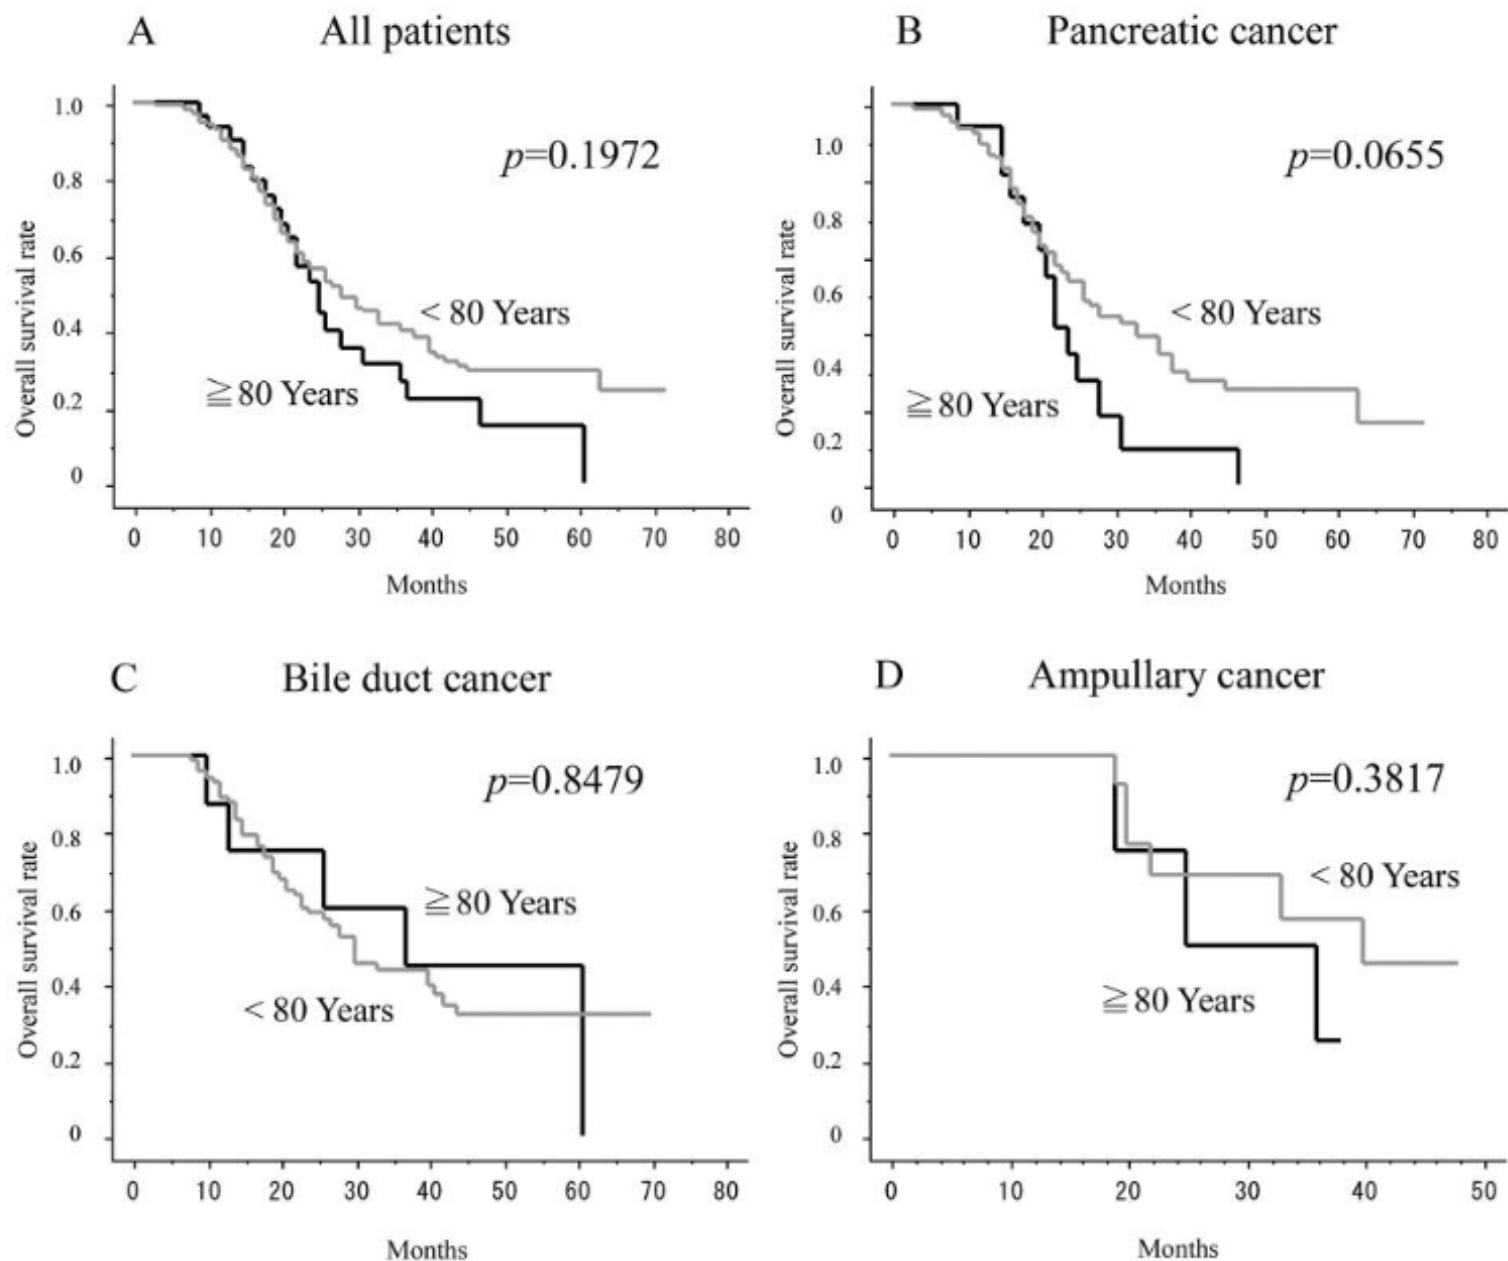 A All patients
1.0
0.8
0.6
0.4
0.2
0
Overall survival rate
p=0.1972
< 80 Years
≧80 Years
0 10 20 30 40 50 60 70 80
Months
B Pancreatic cancer
1.0
0.8
0.6
0.4
0.2
0
Overall survival rate
p=0.0655
< 80 Years
≧80 Years
0 10 20 30 40 50 60 70 80
Months
C Bile duct cancer
1.0
0.8
0.6
0.4
0.2
0
Overall survival rate
p=0.8479
≧80 Years
< 80 Years
0 10 20 30 40 50 60 70 80
Months
D Ampullary cancer
1.0
0.8
0.6
0.4
0.2
0
Overall survival rate
p=0.3817
< 80 Years
≧80 Years
0 10 20 30 40 50
Months